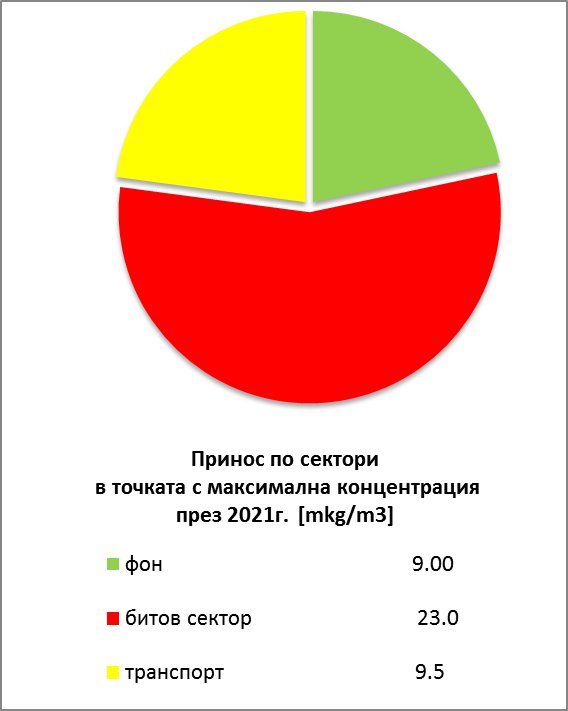 Принос по сектори
в точката с максимална концентрация
през 2021г. [mkg/m3]
фон 9.00
битов сектор 23.0
транспорт 9.5